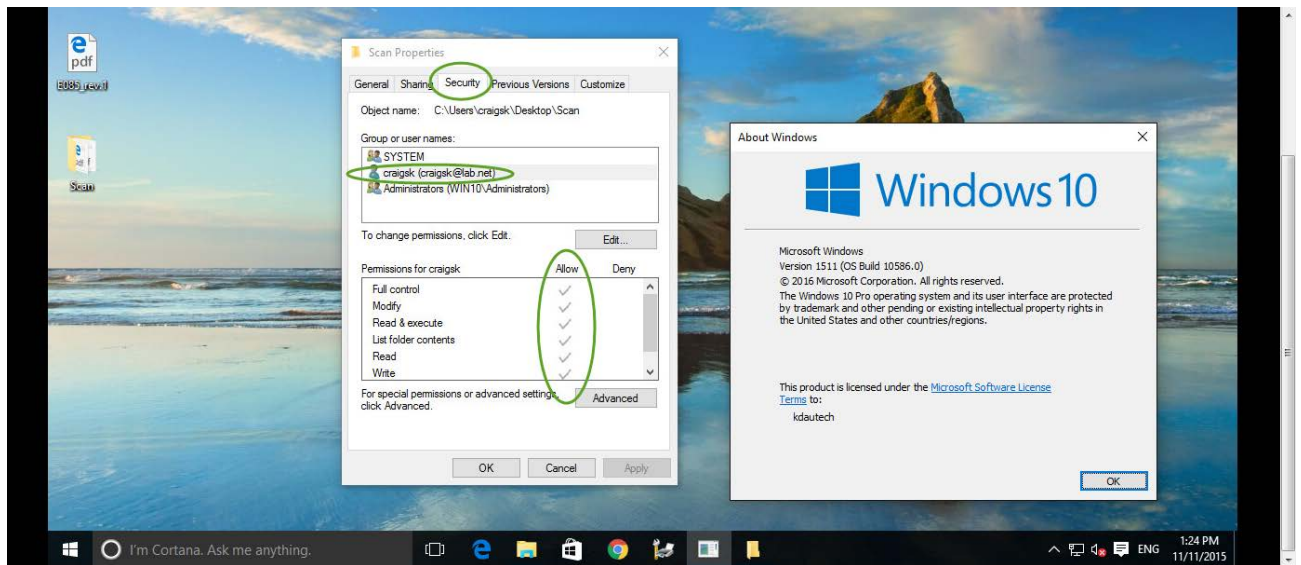 pdf
E085_rev.1
Scan
Scan Properties
General Sharing Security Previous Versions Customize
Object name: C:\Users\craigsk\Desktop\Scan
Group or user names:
SYSTEM
craigsk (craigsk@lab.net)
Administrators (WIN10\Administrators)
To change permissions, click Edit.
Edit...
Permissions for craigsk Allow Deny
Full control
Modify
Read & execute
List folder contents
Read
Write
For special permissions or advanced settings,
click Advanced.
Advanced
OK Cancel Apply
About Windows
Windows 10
Microsoft Windows
Version 1511 (OS Build 10586.0)
© 2016 Microsoft Corporation. All rights reserved.
The Windows 10 Pro operating system and its user interface are protected
by trademark and other pending or existing intellectual property rights in
the United States and other countries/regions.
This product is licensed under the Microsoft Software License
Terms to:
kdautech
OK
I'm Cortana. Ask me anything.
ENG
1:24 PM
11/11/2015